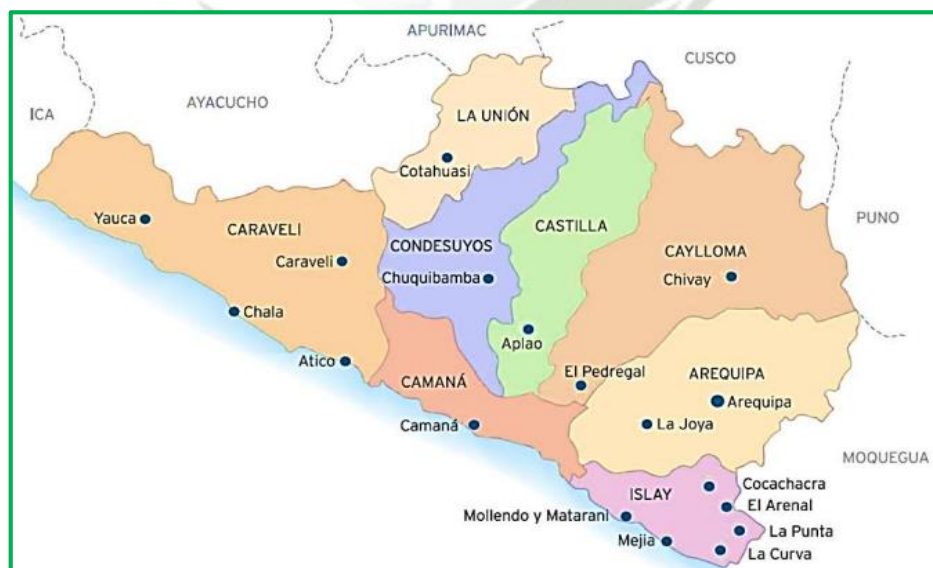 APURIMAC
CUSCO
AYACUCHO
ICA
LA UNIÓN
Cotahuasi
PUNO
Yauca
CARAVELI
CONDESUYOS
CASTILLA
CAYLLOMA
Caraveli
Chuquibamba
Chivay
Chala
Aplao
Atico
CAMANÁ
El Pedregal
AREQUIPA
Arequipa
Camaná
La Joya
MOQUEGUA
ISLAY
Cocachacra
El Arenal
Mollendo y Matarani
La Punta
Mejia
La Curva